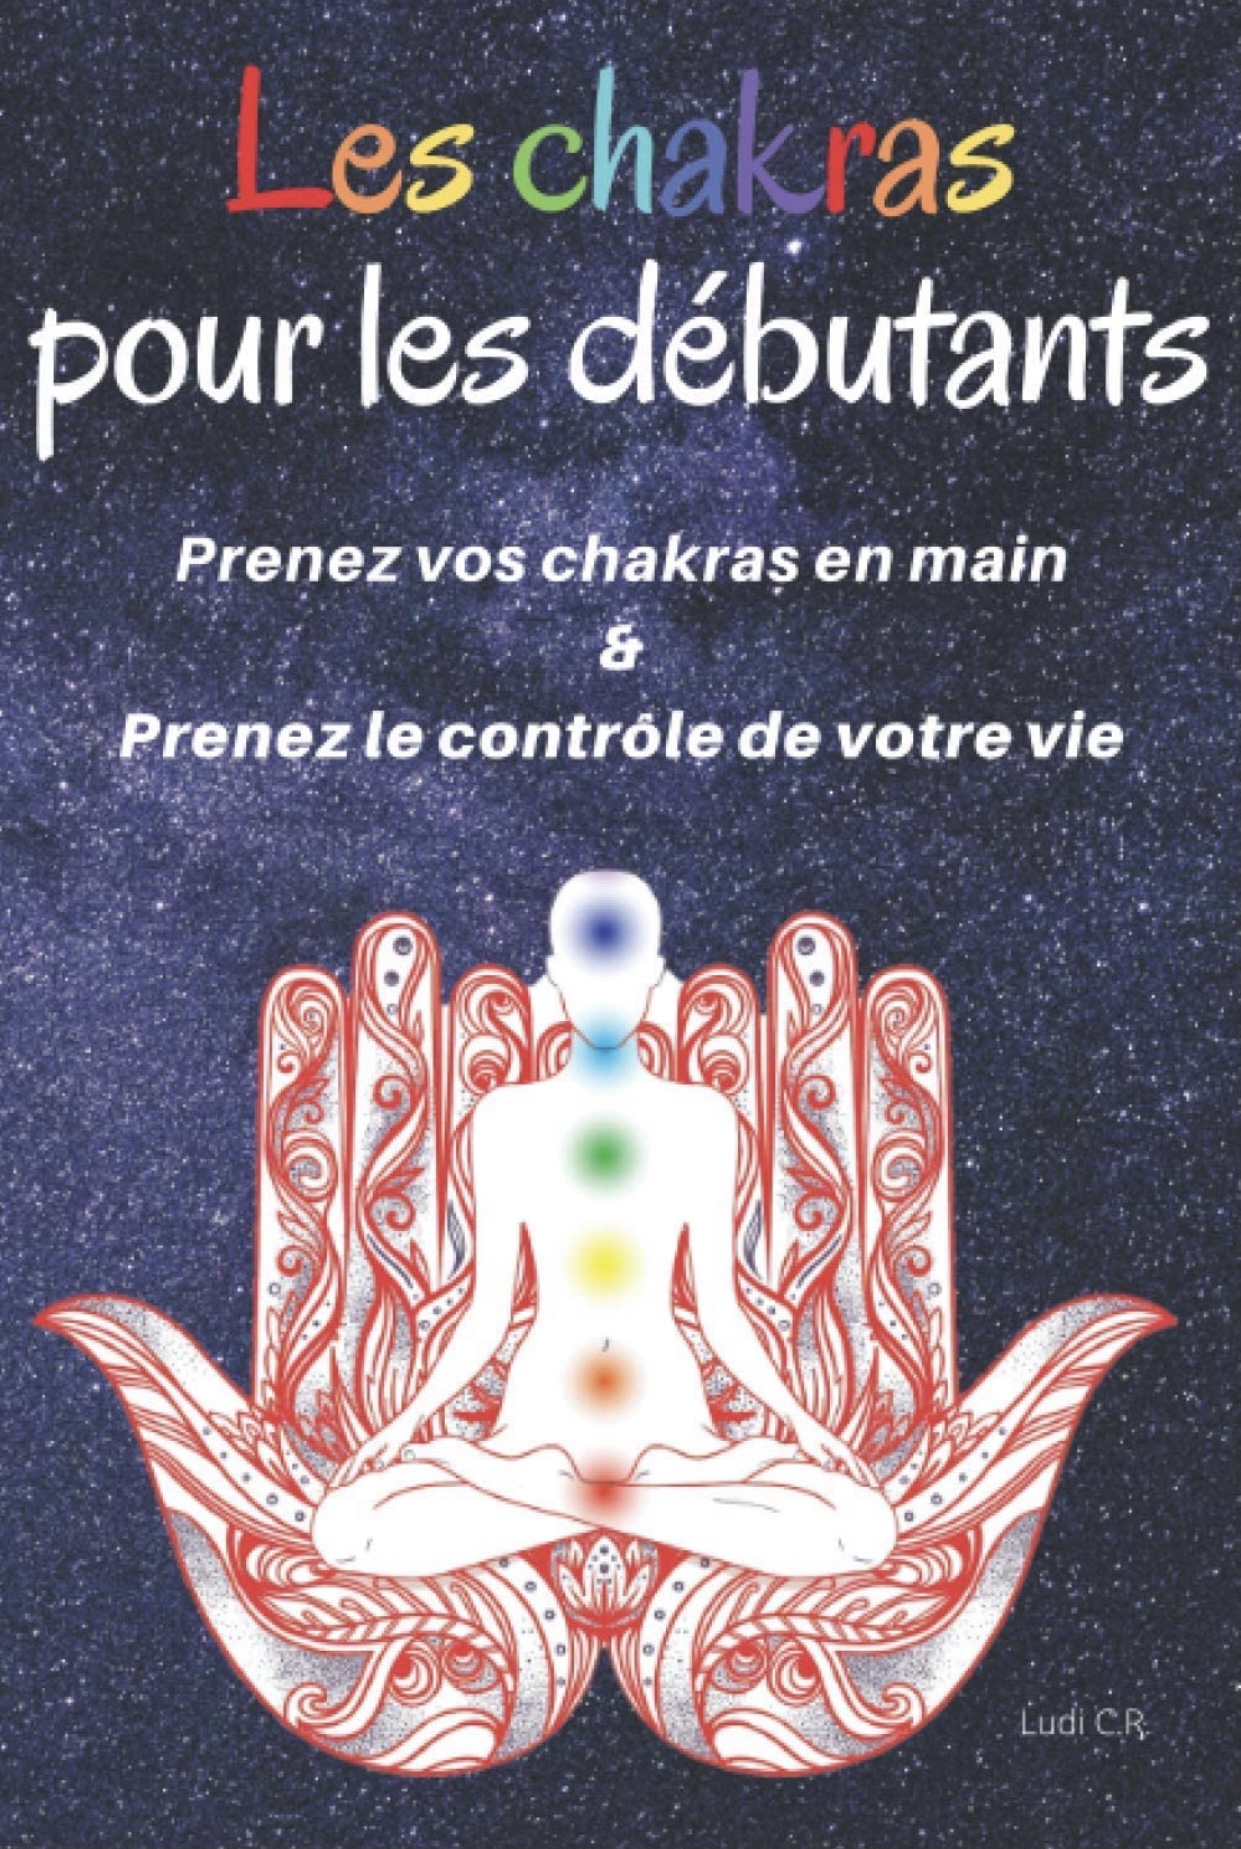 Les chakras
pour les débutants
Prenez vos chakras en main
&
Prenez le contrôle de votre vie
Ludi C.R.